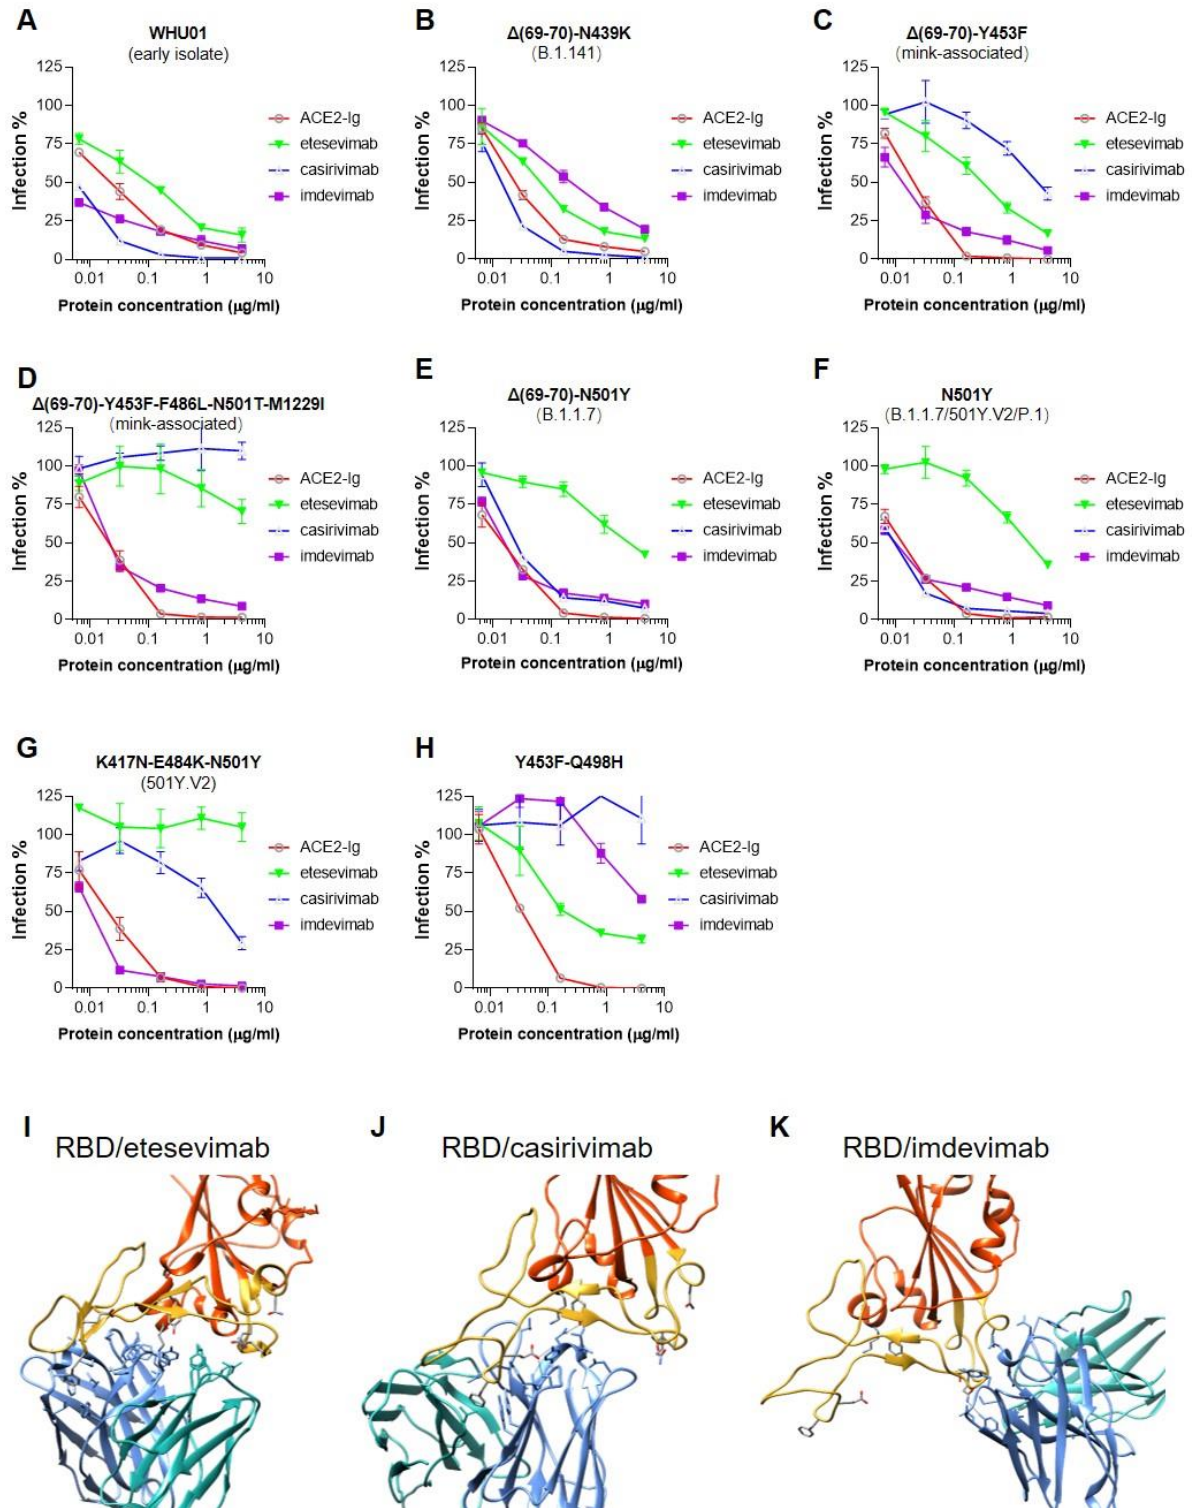 A
WHU01
(early isolate)
Infection %
125
100
75
50
25
0
0.01 0.1 1 10
Protein concentration (μg/ml)
ACE2-Ig
etesevimab
casirivimab
imdevimab
B
Δ(69-70)-N439K
(B.1.141)
Infection %
125
100
75
50
25
0
0.01 0.1 1 10
Protein concentration (μg/ml)
ACE2-Ig
etesevimab
casirivimab
imdevimab
C
Δ(69-70)-Y453F
(mink-associated)
Infection %
125
100
75
50
25
0
0.01 0.1 1 10
Protein concentration (μg/ml)
ACE2-Ig
etesevimab
casirivimab
imdevimab
D
Δ(69-70)-Y453F-F486L-N501T-M1229I
(mink-associated)
Infection %
125
100
75
50
25
0
0.01 0.1 1 10
Protein concentration (μg/ml)
ACE2-Ig
etesevimab
casirivimab
imdevimab
E
Δ(69-70)-N501Y
(B.1.1.7)
Infection %
125
100
75
50
25
0
0.01 0.1 1 10
Protein concentration (μg/ml)
ACE2-Ig
etesevimab
casirivimab
imdevimab
F
N501Y
(B.1.1.7/501Y.V2/P.1)
Infection %
125
100
75
50
25
0
0.01 0.1 1 10
Protein concentration (μg/ml)
ACE2-Ig
etesevimab
casirivimab
imdevimab
G
K417N-E484K-N501Y
(501Y.V2)
Infection %
125
100
75
50
25
0
0.01 0.1 1 10
Protein concentration (μg/ml)
ACE2-Ig
etesevimab
casirivimab
imdevimab
H
Y453F-Q498H
Infection %
125
100
75
50
25
0
0.01 0.1 1 10
Protein concentration (μg/ml)
ACE2-Ig
etesevimab
casirivimab
imdevimab
I
RBD/etesevimab
J
RBD/casirivimab
K
RBD/imdevimab